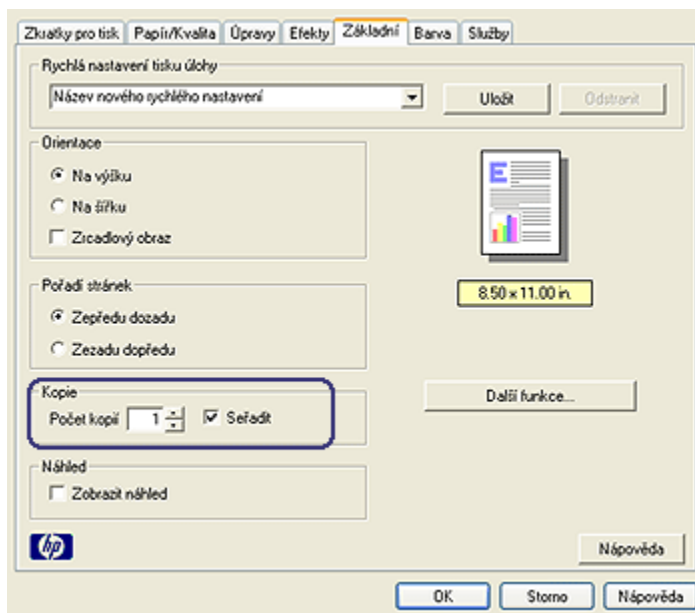 Zkratky pro tisk Papír/Kvalita Úpravy Efekty Základní Barva Služby
Rychlá nastavení tisku úlohy
Název nového rychlého nastavení Uložit Odstranit
Orientace
Na výšku
Na šířku
Zrcadlový obraz
E
8.50 × 11.00 in.
Pořadí stránek
Zepředu dozadu
Zezadu dopředu
Kopie
Počet kopií 1 Seřadit
Další funkce...
Náhled
Zobrazit náhled
hp
Nápověda
OK Storno Nápověda